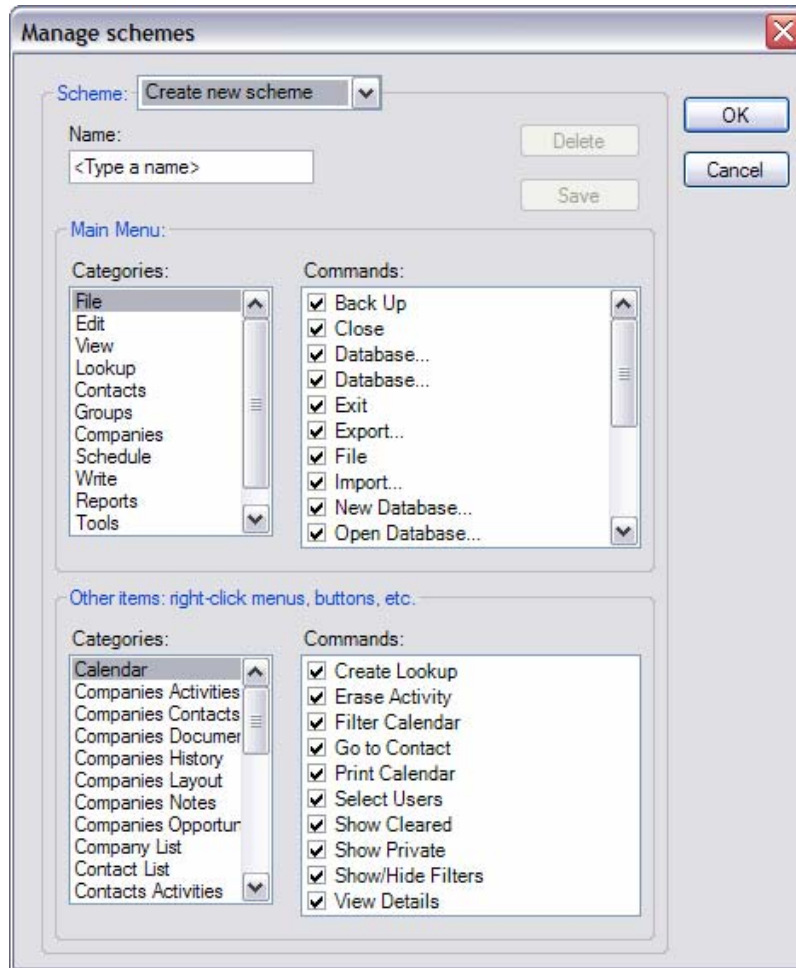 Manage schemes
Scheme: Create new scheme
OK
Name:
Delete
<Type a name>
Cancel
Save
Main Menu:
Categories:
File
Edit
View
Lookup
Contacts
Groups
Companies
Schedule
Write
Reports
Tools
Commands:
Back Up
Close
Database...
Database...
Exit
Export...
File
Import...
New Database...
Open Database...
Other items: right-click menus, buttons, etc.
Categories:
Calendar
Companies Activities
Companies Contacts
Companies Documen
Companies History
Companies Layout
Companies Notes
Companies Opportun
Company List
Contact List
Contacts Activities
Commands:
Create Lookup
Erase Activity
Filter Calendar
Go to Contact
Print Calendar
Select Users
Show Cleared
Show Private
Show/Hide Filters
View Details